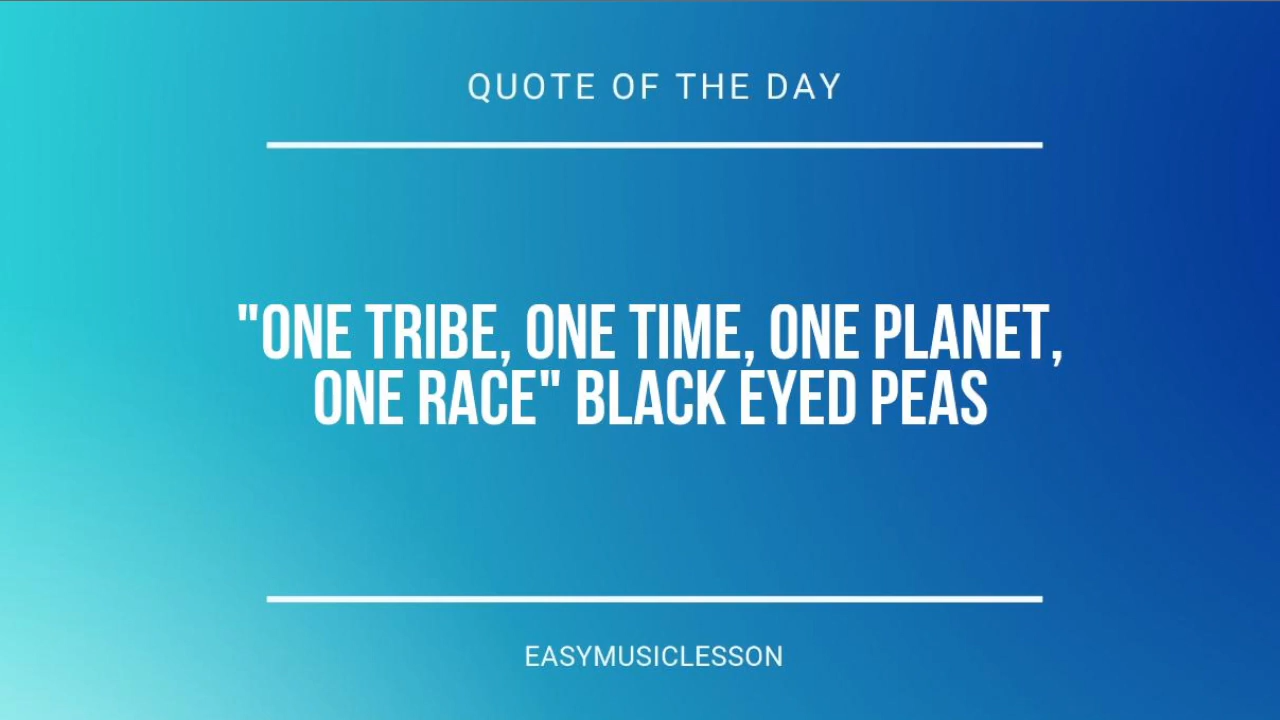 QUOTE OF THE DAY
"ONE TRIBE, ONE TIME, ONE PLANET,
ONE RACE" BLACK EYED PEAS
EASYMUSICLESSON